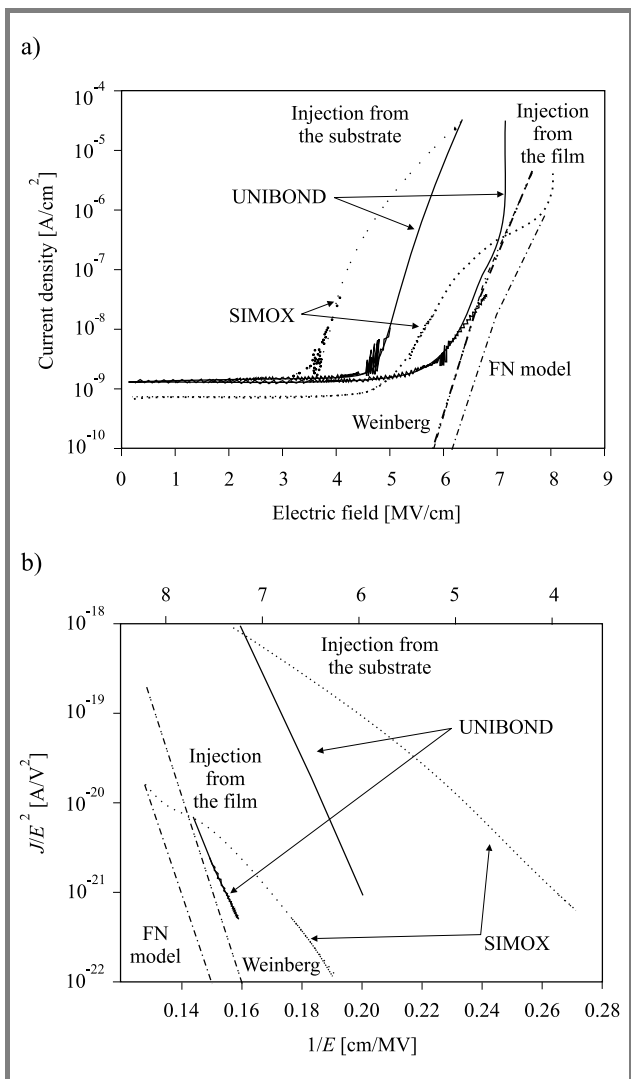 a)
10⁻⁴
10⁻⁵
10⁻⁶
10⁻⁷
10⁻⁸
10⁻⁹
10⁻¹⁰
Current density [A/cm²]
Injection from
the substrate
Injection
from
the film
UNIBOND
SIMOX
FN model
Weinberg
0 1 2 3 4 5 6 7 8 9
Electric field [MV/cm]
b)
8 7 6 5 4
10⁻¹⁸
10⁻¹⁹
10⁻²⁰
10⁻²¹
10⁻²²
J/E² [A/V²]
Injection from
the substrate
UNIBOND
Injection
from
the film
SIMOX
FN
model
Weinberg
0.14 0.16 0.18 0.20 0.22 0.24 0.26 0.28
1/E [cm/MV]